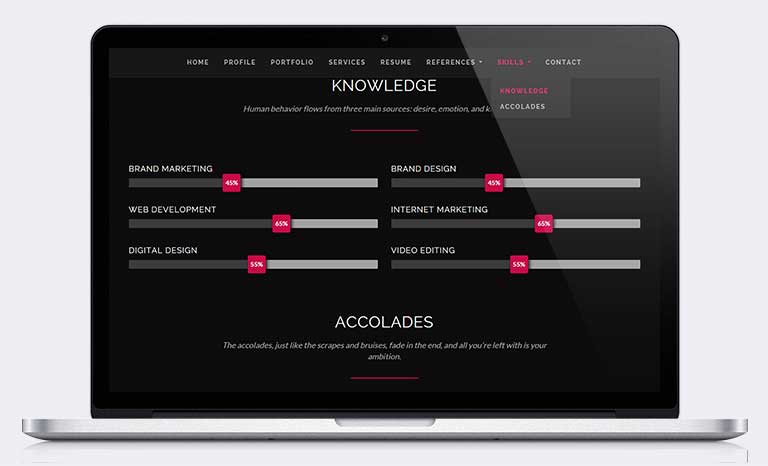 HOME PROFILE PORTFOLIO SERVICES RESUME REFERENCES SKILLS CONTACT
KNOWLEDGE
ACCOLADES
KNOWLEDGE
Human behavior flows from three main sources: desire, emotion, and
BRAND MARKETING
45%
BRAND DESIGN
45%
WEB DEVELOPMENT
65%
INTERNET MARKETING
65%
DIGITAL DESIGN
55%
VIDEO EDITING
55%
ACCOLADES
The accolades, just like the scrapes and bruises, fade in the end, and all you're left with is your
ambition.